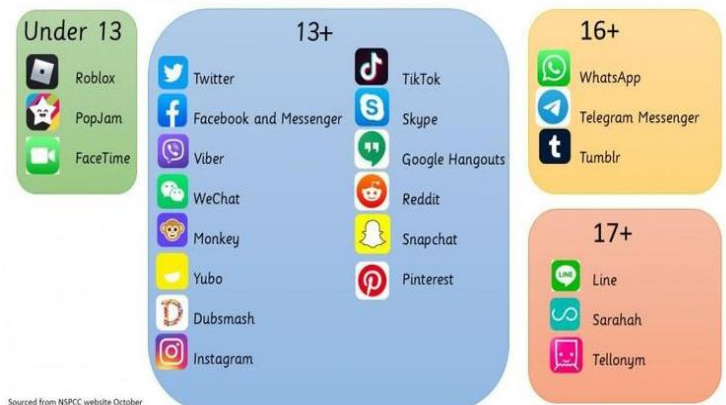 Under 13
Roblox
PopJam
FaceTime
13+
Twitter
Facebook and Messenger
Viber
WeChat
Monkey
Yubo
Dubsmash
Instagram
TikTok
Skype
Google Hangouts
Reddit
Snapchat
Pinterest
16+
WhatsApp
Telegram Messenger
Tumblr
17+
LINE
Line
Sarahah
Tellonym
Sourced from NSPCC website October